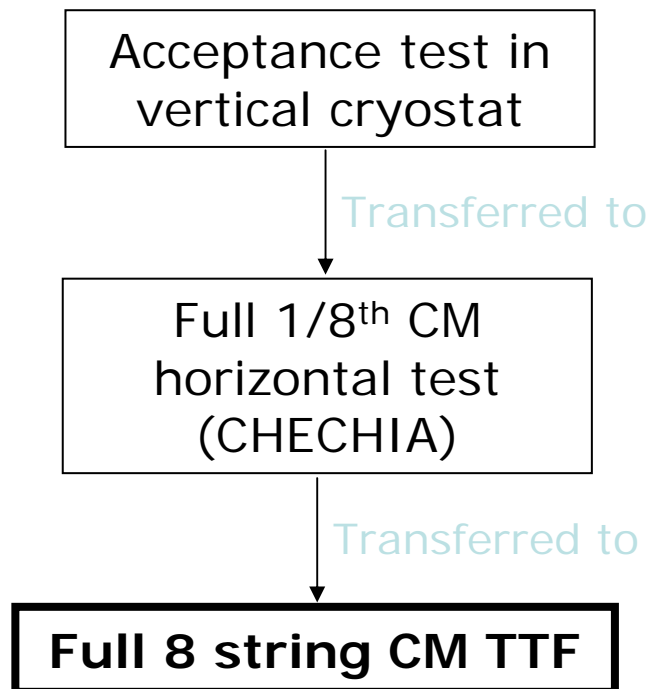 Acceptance test in
vertical cryostat
Transferred to
Full 1/8th CM
horizontal test
(CHECHIA)
Transferred to
Full 8 string CM TTF